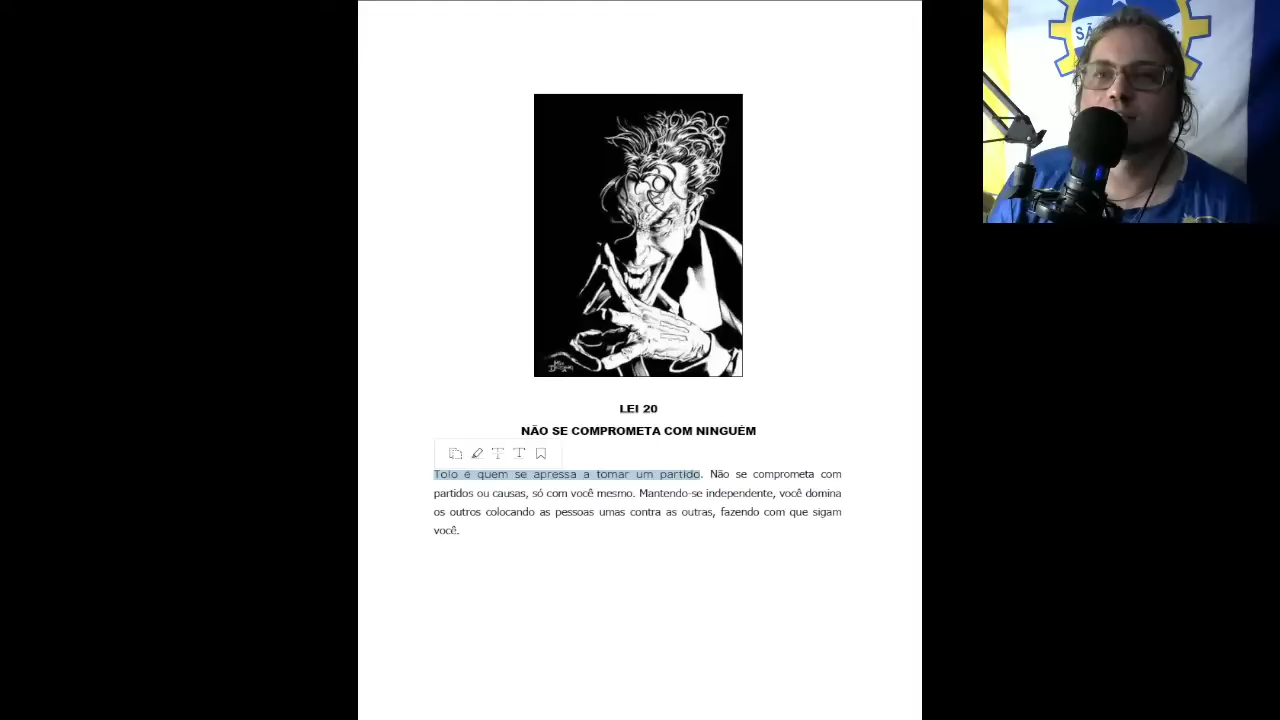 SÃ
LEI 20
NÃO SE COMPROMETA COM NINGUÉM
Tolo é quem se apressa a tomar um partido. Não se comprometa com
partidos ou causas, só com você mesmo. Mantendo-se independente, você domina
os outros colocando as pessoas umas contra as outras, fazendo com que sigam
você.